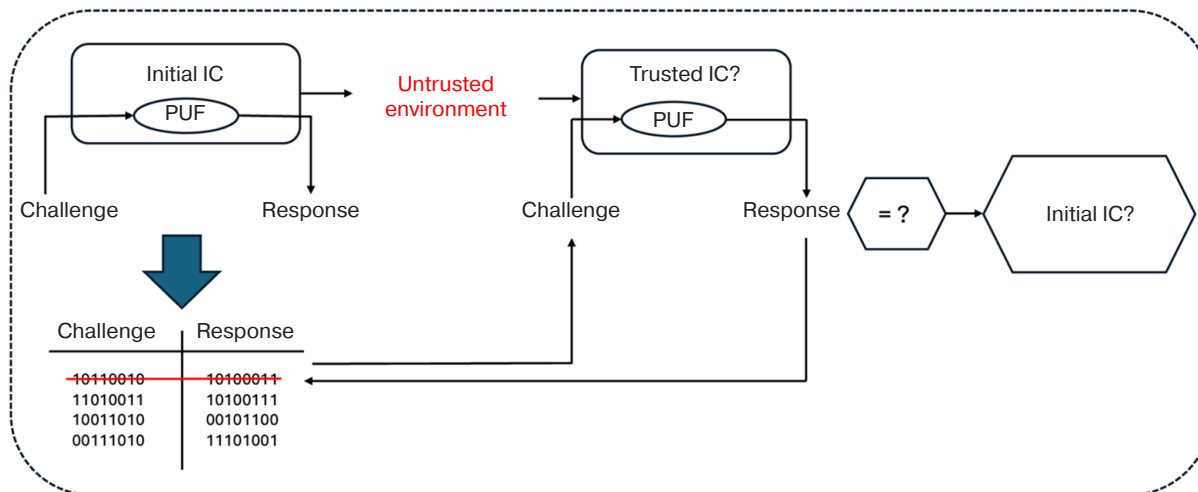 Initial IC
PUF
Challenge
Response
Untrusted
environment
Trusted IC?
PUF
Challenge
Response
= ?
Initial IC?
Challenge Response
10110010 10100011
11010011 10100111
10011010 00101100
00111010 11101001